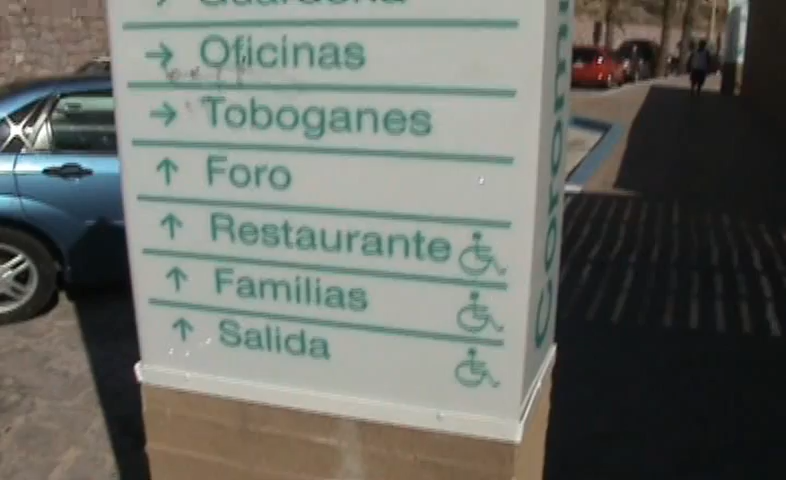 Guardería
→ Oficinas
→ Toboganes
↑ Foro
↑ Restaurante
↑ Familias
↑ Salida